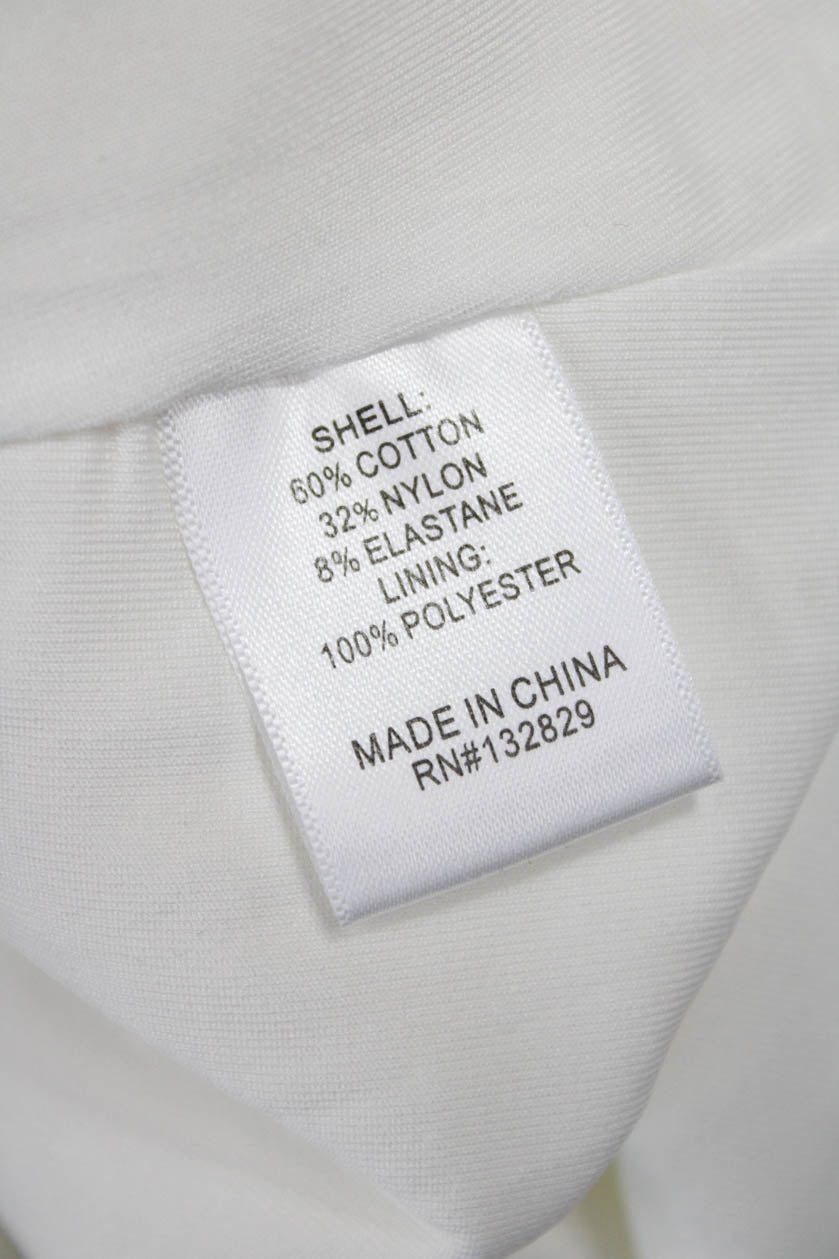 SHELL:
60% COTTON
32% NYLON
8% ELASTANE
LINING:
100% POLYESTER
MADE IN CHINA
RN#132829